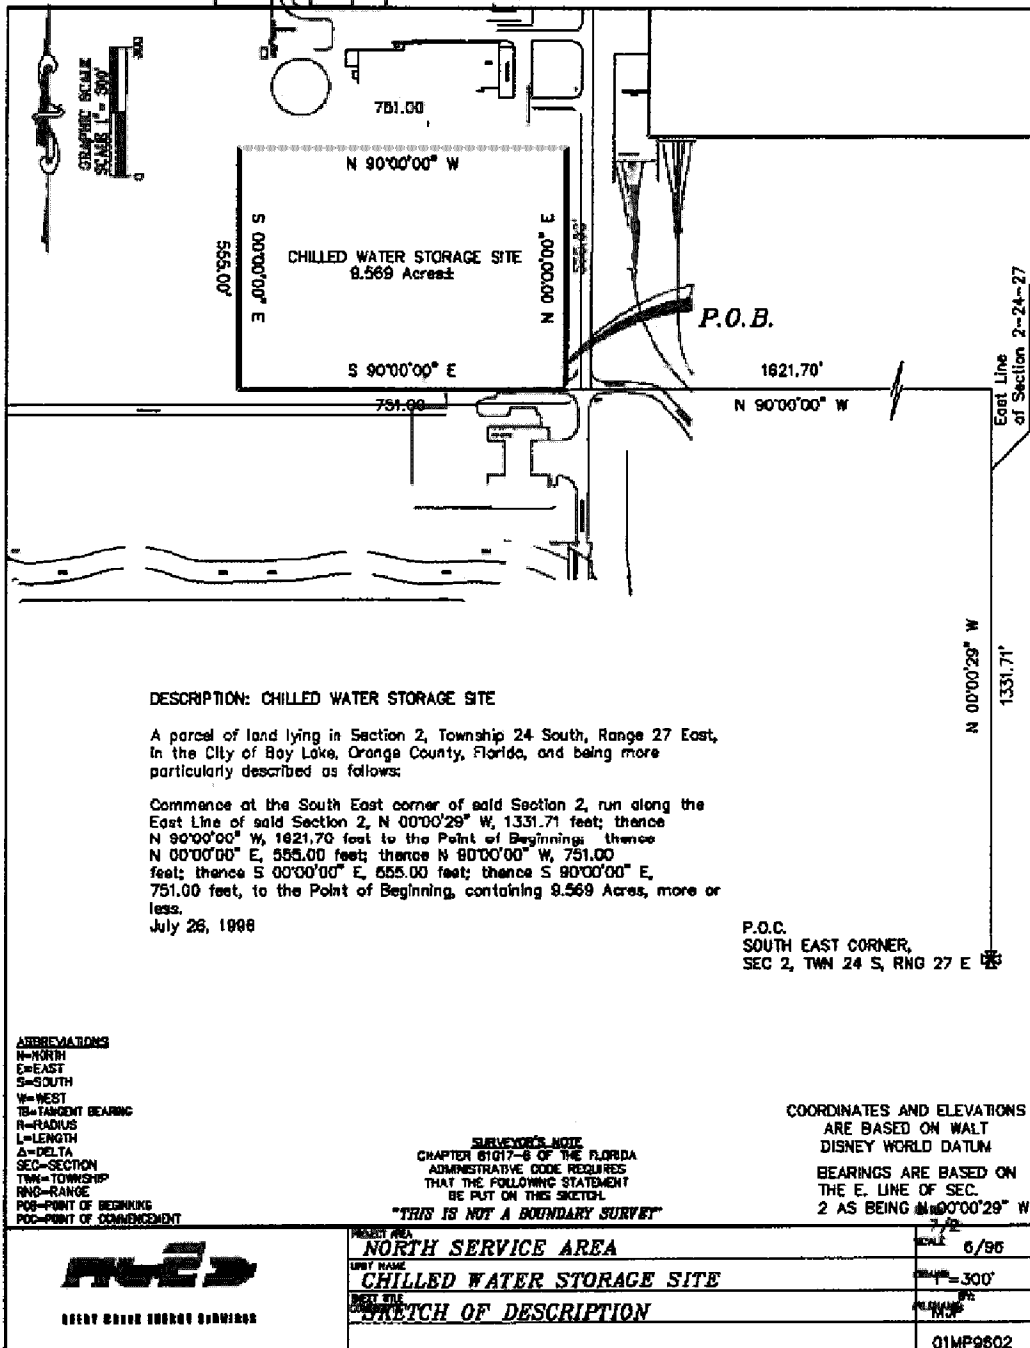 GRAPHIC SCALE
SCALE 1" = 300'
300
0
751.00
N 90°00'00" W
S 00°00'00" E
555.00'
CHILLED WATER STORAGE SITE
9.569 Acres±
N 00°00'00" E
P.O.B.
S 90°00'00" E
751.00
1621.70'
N 90°00'00" W
East Line
of Section 2-24-27
N 00°00'29" W
1331.71'
DESCRIPTION: CHILLED WATER STORAGE SITE
A parcel of land lying in Section 2, Township 24 South, Range 27 East,
in the City of Bay Lake, Orange County, Florida, and being more
particularly described as follows:
Commence at the South East corner of said Section 2, run along the
East Line of said Section 2, N 00°00'29" W, 1331.71 feet; thence
N 90°00'00" W, 1621.70 feet to the Point of Beginning; thence
N 00°00'00" E, 555.00 feet; thence N 90°00'00" W, 751.00
feet; thence S 00°00'00" E, 555.00 feet; thence S 90°00'00" E,
751.00 feet, to the Point of Beginning, containing 9.569 Acres, more or
less.
July 26, 1996
P.O.C.
SOUTH EAST CORNER,
SEC 2, TWN 24 S, RNG 27 E
ABBREVIATIONS
N=NORTH
E=EAST
S=SOUTH
W=WEST
TB=TANGENT BEARING
R=RADIUS
L=LENGTH
Δ=DELTA
SEC=SECTION
TWN=TOWNSHIP
RNG=RANGE
POB=POINT OF BEGINNING
POC=POINT OF COMMENCEMENT
SURVEYOR'S NOTE
CHAPTER 61G17-6 OF THE FLORIDA
ADMINISTRATIVE CODE REQUIRES
THAT THE FOLLOWING STATEMENT
BE PUT ON THIS SKETCH.
"THIS IS NOT A BOUNDARY SURVEY"
COORDINATES AND ELEVATIONS
ARE BASED ON WALT
DISNEY WORLD DATUM
BEARINGS ARE BASED ON
THE E. LINE OF SEC.
2 AS BEING N 00°00'29" W
PROJECT AREA
NORTH SERVICE AREA
UNIT NAME
CHILLED WATER STORAGE SITE
SHEET TITLE
SKETCH OF DESCRIPTION
SCALE
6/96
1"=300'
01MP9602